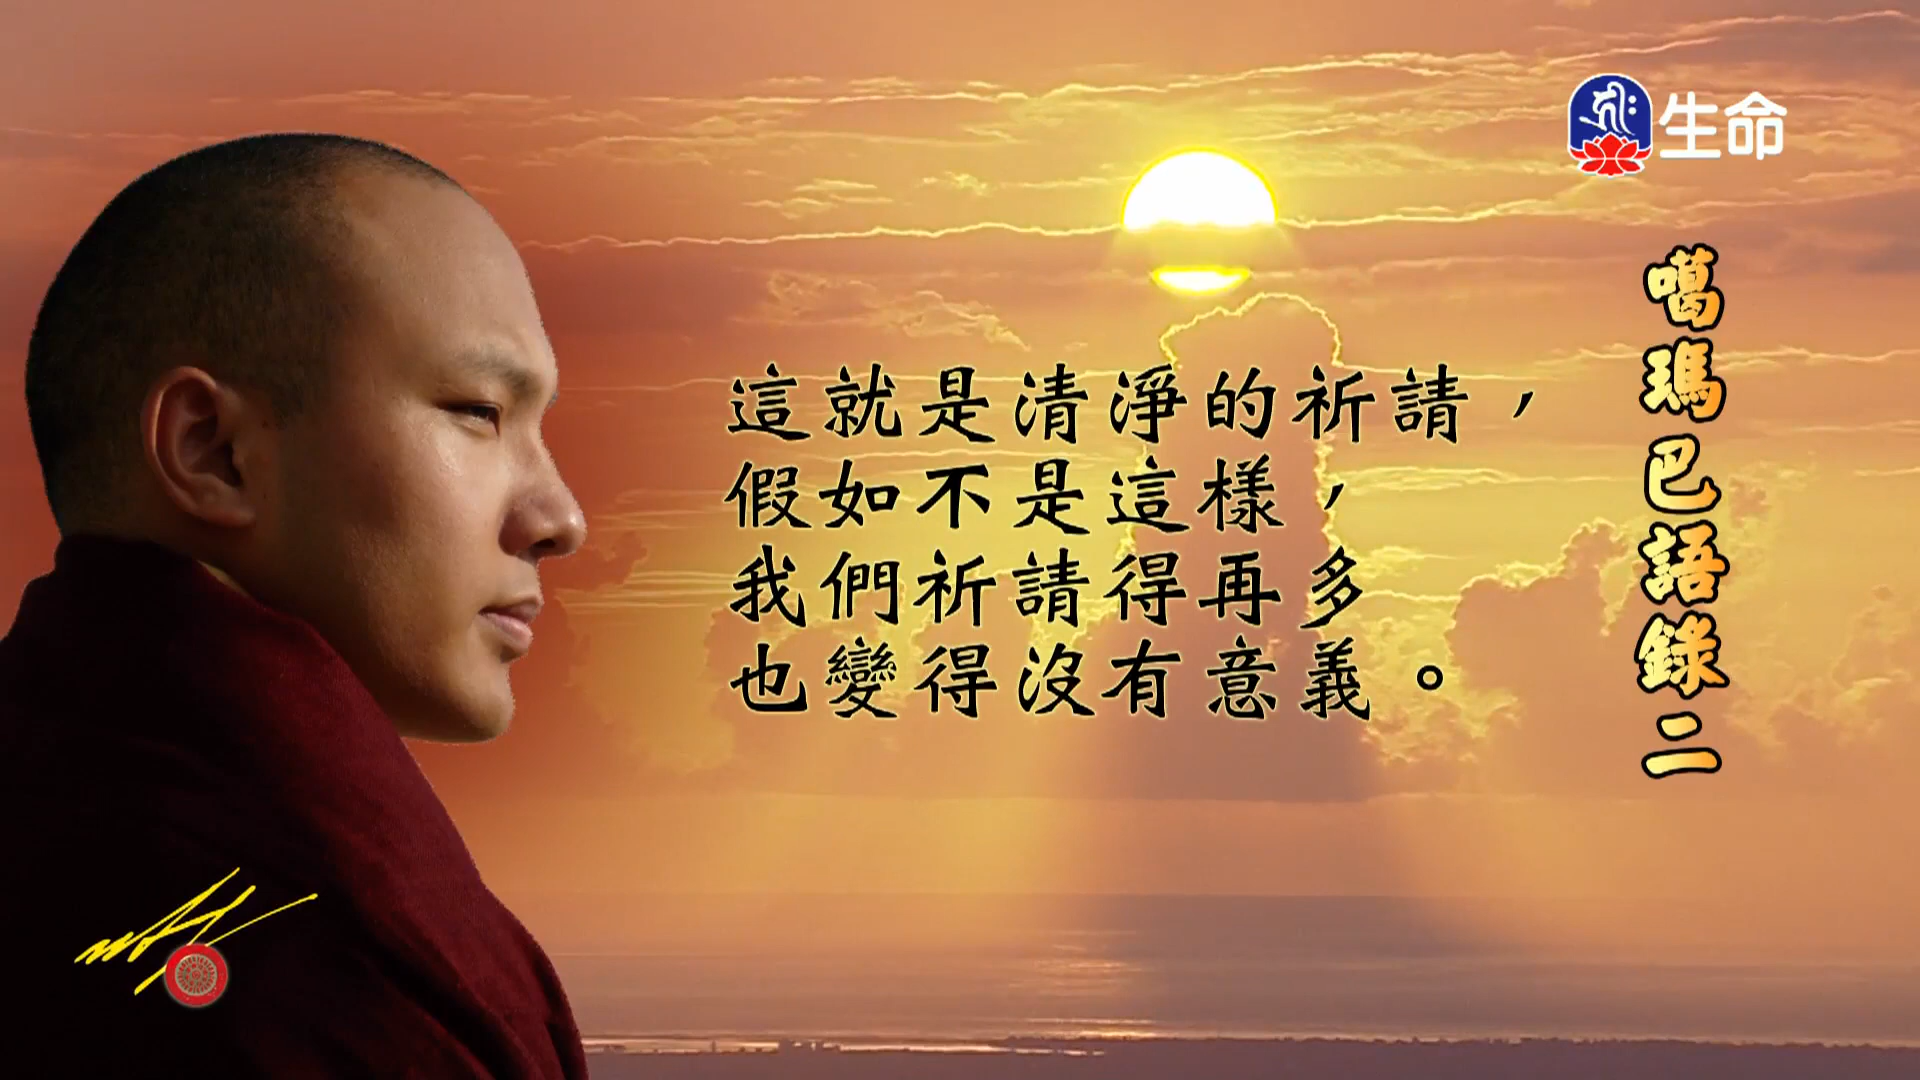 生命
噶瑪巴語錄二
這就是清淨的祈請，
假如不是這樣，
我們祈請得再多
也變得沒有意義。